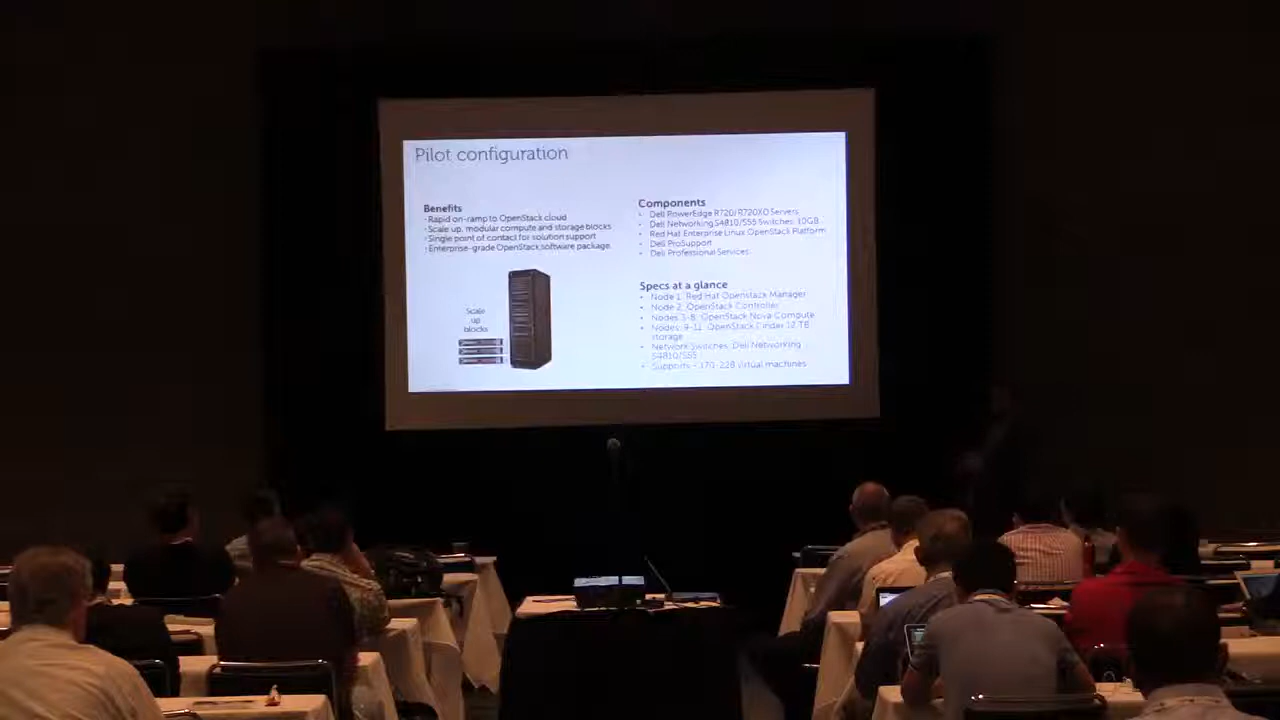 Pilot configuration
Benefits
· Rapid on-ramp to OpenStack cloud
· Scale up, modular compute and storage blocks
· Single point of contact for solution support
· Enterprise-grade OpenStack software package
Scale
up
blocks
Components
• Dell PowerEdge R720/R720XD Servers
• Dell Networking S4810/S55 Switches, 10GB
• Red Hat Enterprise Linux OpenStack Platform
• Dell ProSupport
• Dell Professional Services
Specs at a glance
• Node 1: Red Hat Openstack Manager
• Node 2: OpenStack Controller
• Nodes 3-8: OpenStack Nova Compute
• Nodes: 9-11: OpenStack Cinder 12 TB
storage
• Network Switches: Dell Networking
S4810/S55
• Supports ~ 170-228 virtual machines